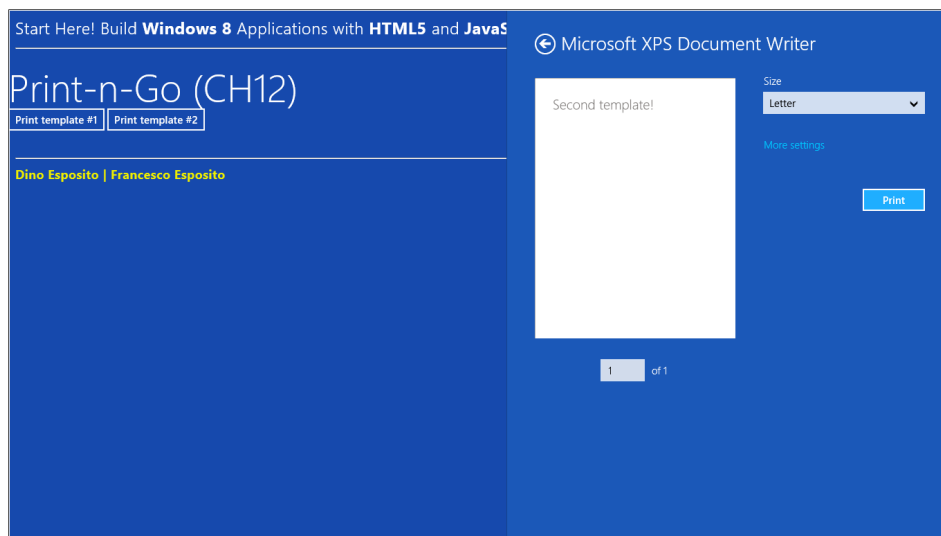 Start Here! Build Windows 8 Applications with HTML5 and JavaS
Print-n-Go (CH12)
Print template #1
Print template #2
Dino Esposito | Francesco Esposito
Microsoft XPS Document Writer
Second template!
Size
Letter
More settings
Print
1 of 1